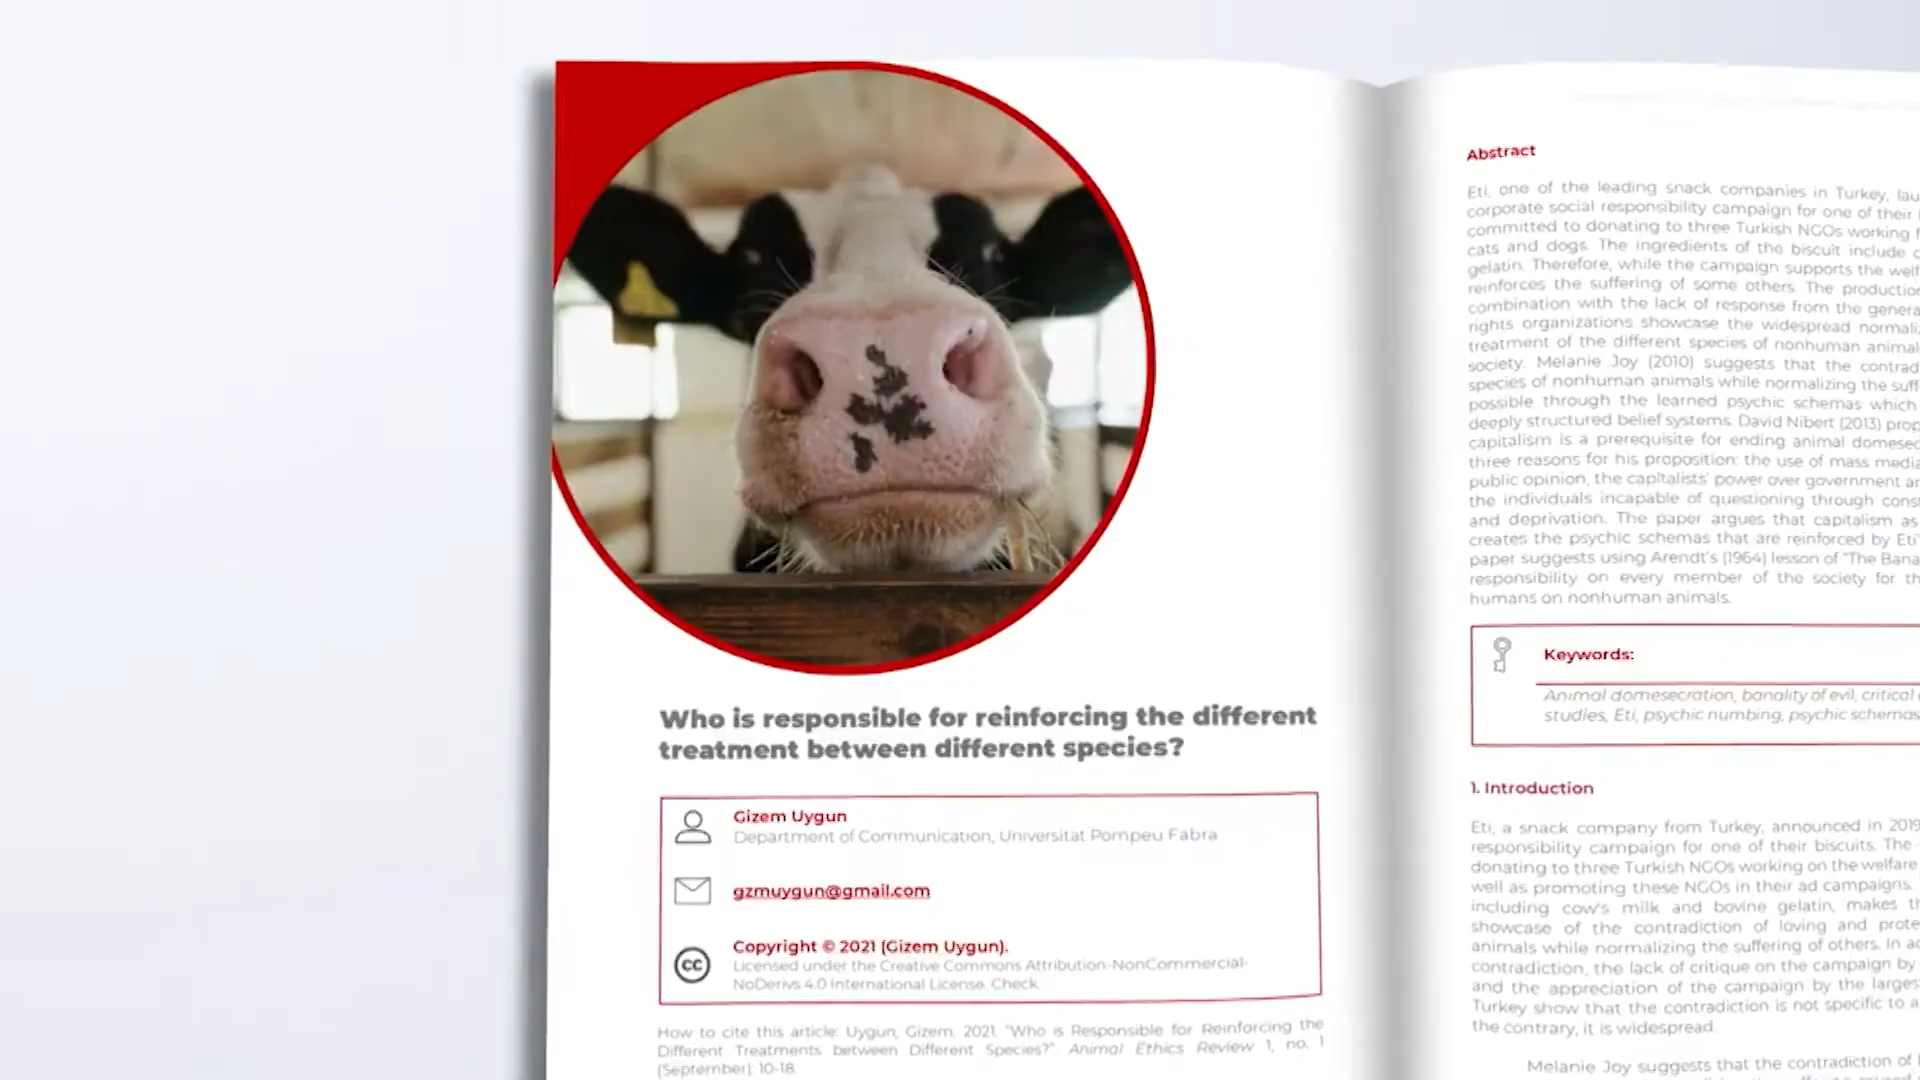 Who is responsible for reinforcing the different
treatment between different species?
Gizem Uygun
Department of Communication, Universitat Pompeu Fabra
gzmuygun@gmail.com
Copyright © 2021 (Gizem Uygun).
cc
Licensed under the Creative Commons Attribution-NonCommercial-
NoDerivs 4.0 International License. Check.
How to cite this article: Uygun, Gizem. 2021. "Who is Responsible for Reinforcing the
Different Treatments between Different Species?". Animal Ethics Review 1, no. 1
(September): 10-18.
Abstract
Eti, one of the leading snack companies in Turkey,
corporate social responsibility campaign for one of their
committed to donating to three Turkish NGOs working
cats and dogs. The ingredients of the biscuit include
gelatin. Therefore, while the campaign supports the
reinforces the suffering of some others. The production
combination with the lack of response from the
rights organizations showcase the widespread
treatment of the different species of nonhuman
society. Melanie Joy (2010) suggests that the
species of nonhuman animals while normalizing the
possible through the learned psychic schemas which
deeply structured belief systems. David Nibert (2013)
capitalism is a prerequisite for ending animal
three reasons for his proposition: the use of mass
public opinion, the capitalists' power over government
the individuals incapable of questioning through
and deprivation. The paper argues that capitalism as
creates the psychic schemas that are reinforced by
paper suggests using Arendt's (1964) lesson of "The
responsibility on every member of the society for
humans on nonhuman animals.
Keywords:
Animal domesecration, banality of evil, critical
studies, Eti, psychic numbing, psychic schemas
1. Introduction
Eti, a snack company from Turkey, announced in 2019
responsibility campaign for one of their biscuits. The
donating to three Turkish NGOs working on the welfare
well as promoting these NGOs in their ad campaigns.
including cow's milk and bovine gelatin, makes
showcase of the contradiction of loving and
animals while normalizing the suffering of others. In
contradiction, the lack of critique on the campaign by
and the appreciation of the campaign by the
Turkey show that the contradiction is not specific to
the contrary, it is widespread.
Melanie Joy suggests that the contradiction of